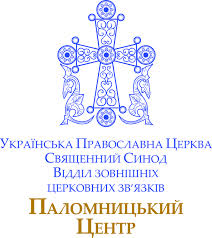 Українська Православна Церква
Священний Синод
Відділ зовнішніх
церковних зв'язків
Паломницький
Центр